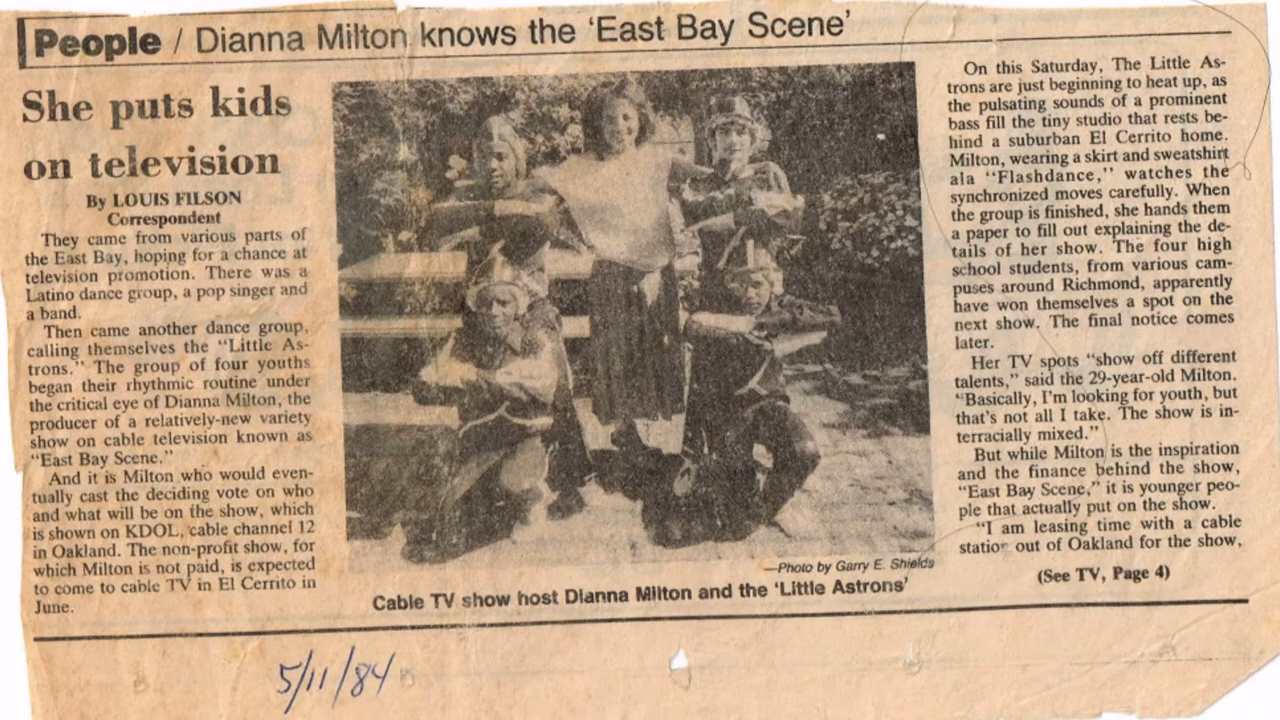 People / Dianna Milton knows the 'East Bay Scene'
She puts kids
on television
By LOUIS FILSON
Correspondent
They came from various parts of
the East Bay, hoping for a chance at
television promotion. There was a
Latino dance group, a pop singer and
a band.
Then came another dance group,
calling themselves the "Little As-
trons." The group of four youths
began their rhythmic routine under
the critical eye of Dianna Milton, the
producer of a relatively-new variety
show on cable television known as
"East Bay Scene."
And it is Milton who would even-
tually cast the deciding vote on who
and what will be on the show, which
is shown on KDOL, cable channel 12
in Oakland. The non-profit show, for
which Milton is not paid, is expected
to come to cable TV in El Cerrito in
June.
—Photo by Garry E. Shields
Cable TV show host Dianna Milton and the 'Little Astrons'
On this Saturday, The Little As-
trons are just beginning to heat up, as
the pulsating sounds of a prominent
bass fill the tiny studio that rests be-
hind a suburban El Cerrito home.
Milton, wearing a skirt and sweatshirt
ala "Flashdance," watches the
synchronized moves carefully. When
the group is finished, she hands them
a paper to fill out explaining the de-
tails of her show. The four high
school students, from various cam-
puses around Richmond, apparently
have won themselves a spot on the
next show. The final notice comes
later.
Her TV spots "show off different
talents," said the 29-year-old Milton.
"Basically, I'm looking for youth, but
that's not all I take. The show is in-
terracially mixed."
But while Milton is the inspiration
and the finance behind the show,
"East Bay Scene," it is younger peo-
ple that actually put on the show.
"I am leasing time with a cable
station out of Oakland for the show,
(See TV, Page 4)
5/11/84